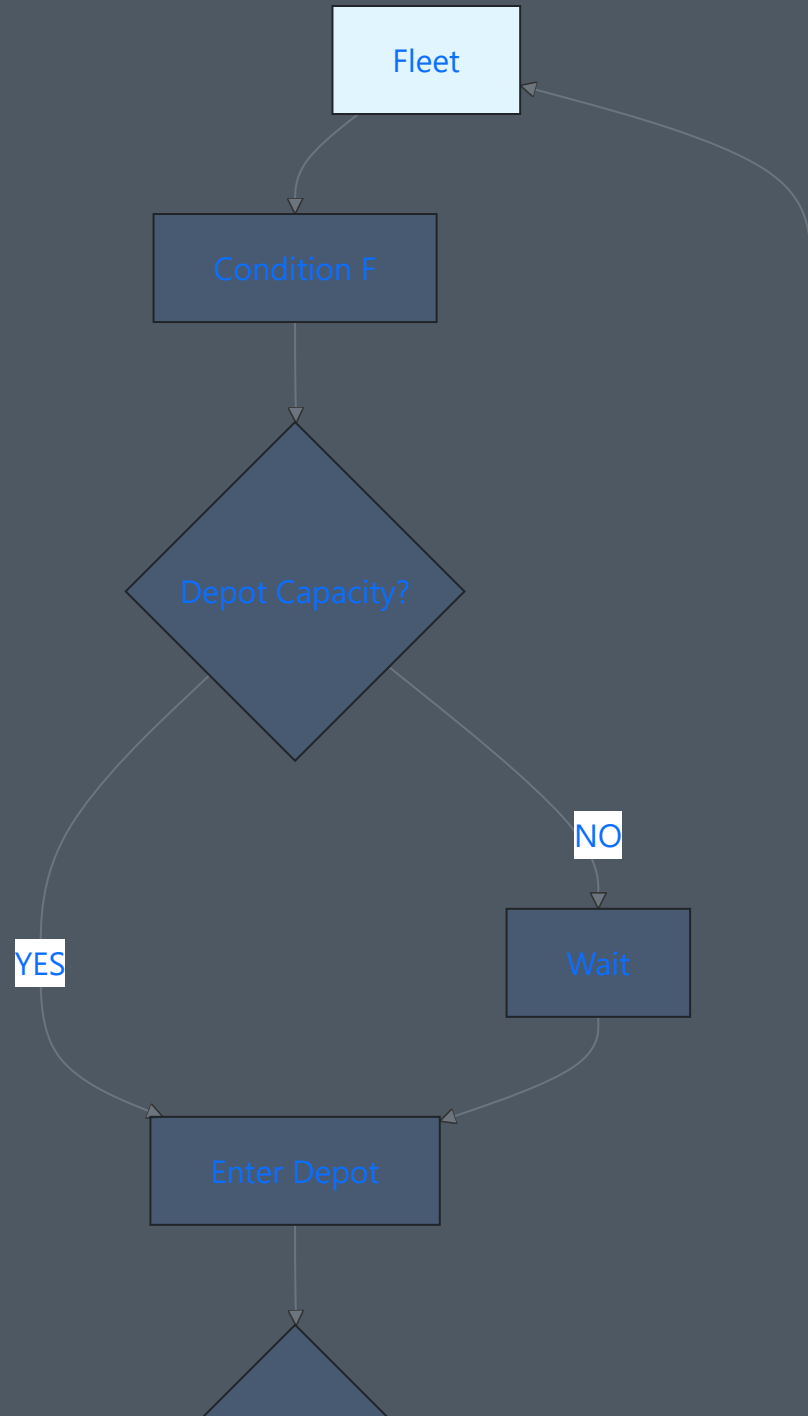 Fleet
Condition F
Depot Capacity?
NO
YES
Wait
Enter Depot